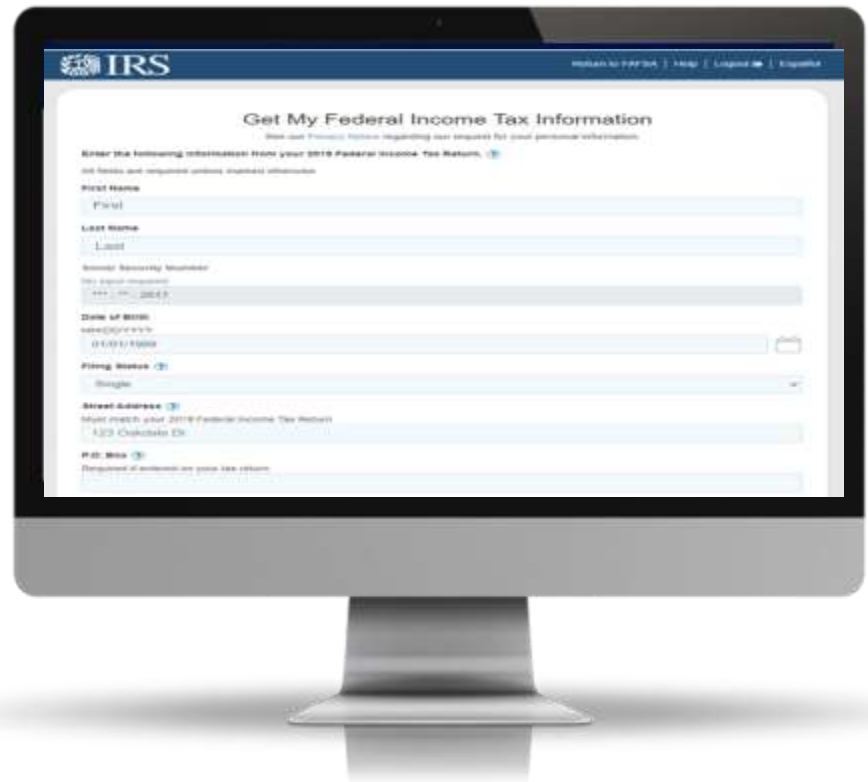 IRS
Return to FAFSA | Help | Logout | Español
Get My Federal Income Tax Information
See our Privacy Notice regarding our request for your personal information.
Enter the following information from your 2019 Federal Income Tax Return.
All fields are required unless marked otherwise
First Name
First
Last Name
Last
Social Security Number
No input required
Date of Birth
MM/DD/YYYY
Filing Status
Single
Street Address
Must match your 2019 Federal Income Tax Return
123 Oakdale Dr.
P.O. Box
Required if entered on your tax return